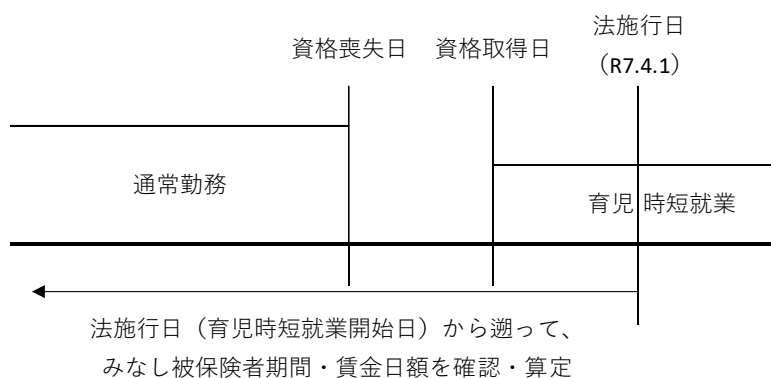 法施行日
資格喪失日 資格取得日
（R7.4.1）
通常勤務
育児 時短就業
法施行日（育児時短就業開始日）から遡って、
みなし被保険者期間・賃金日額を確認・算定